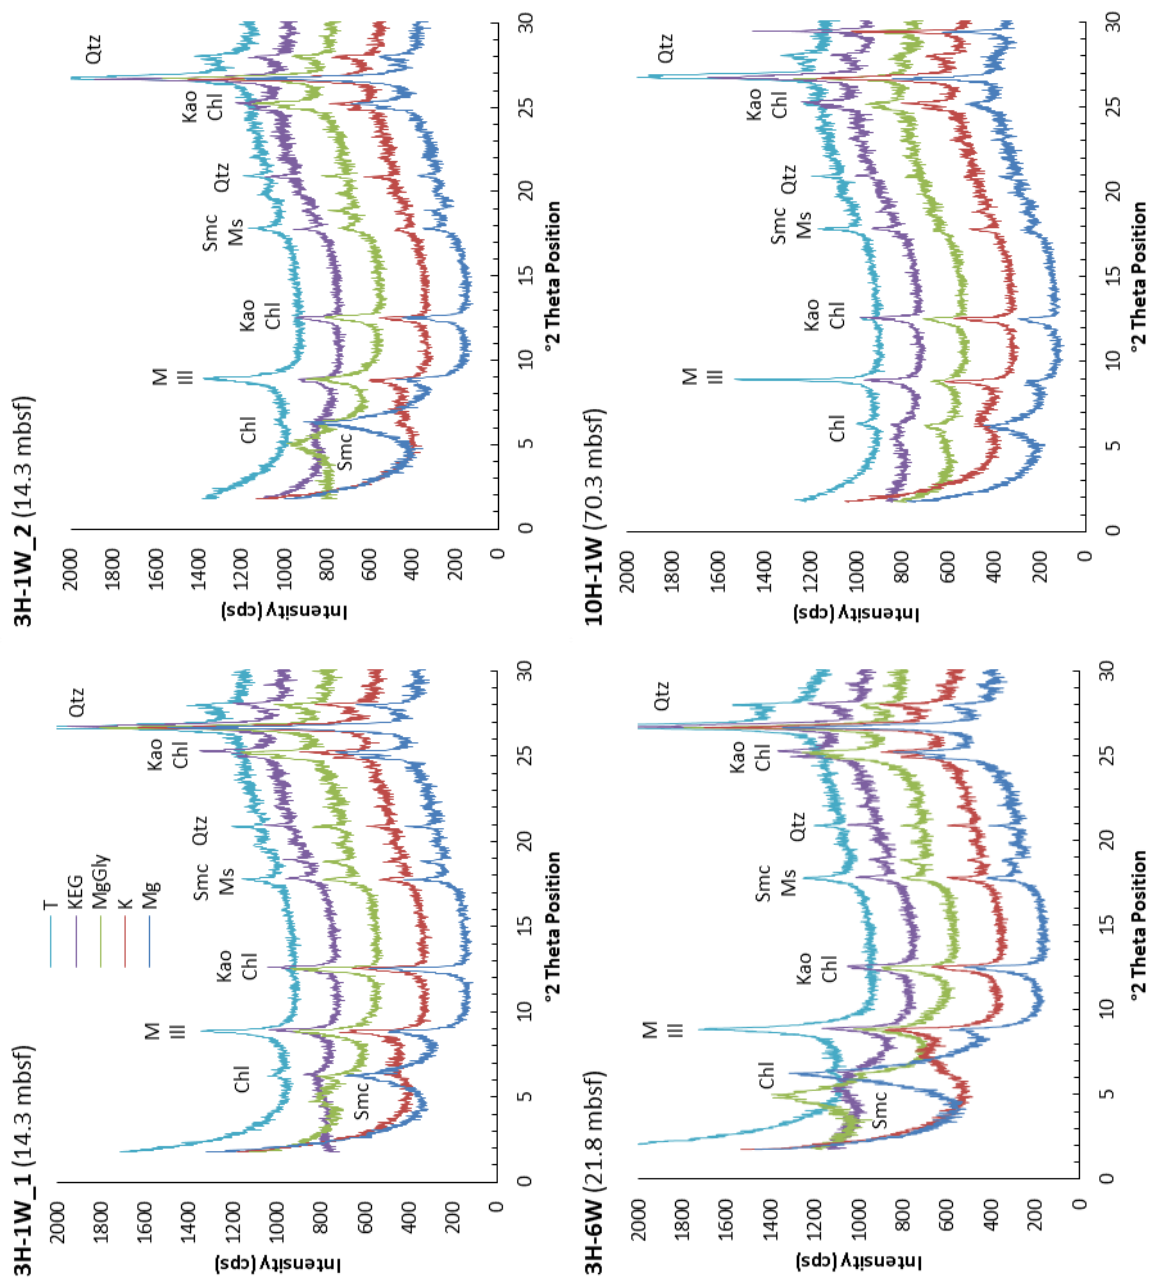 3H-1W_1 (14.3 mbsf)
T
KEG
MgGly
K
Mg
Intensity (cps)
2000
1800
1600
1400
1200
1000
800
600
400
200
0
Chl
Smc
M
Ill
Kao
Chl
Smc
Ms
Qtz
Kao
Chl
Qtz
0 5 10 15 20 25 30
°2 Theta Position
3H-1W_2 (14.3 mbsf)
Intensity (cps)
2000
1800
1600
1400
1200
1000
800
600
400
200
0
Chl
Smc
M
Ill
Kao
Chl
Smc
Ms
Qtz
Kao
Chl
Qtz
0 5 10 15 20 25 30
°2 Theta Position
3H-6W (21.8 mbsf)
Intensity (cps)
2000
1800
1600
1400
1200
1000
800
600
400
200
0
Chl
Smc
M
Ill
Kao
Chl
Smc
Ms
Qtz
Kao
Chl
Qtz
0 5 10 15 20 25 30
°2 Theta Position
10H-1W (70.3 mbsf)
Intensity (cps)
2000
1800
1600
1400
1200
1000
800
600
400
200
0
Chl
M
Ill
Kao
Chl
Smc
Ms
Qtz
Kao
Chl
Qtz
0 5 10 15 20 25 30
°2 Theta Position